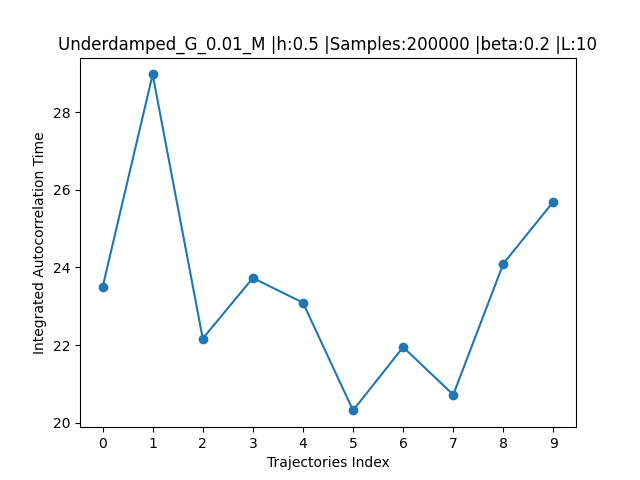 Underdamped_G_0.01_M |h:0.5 |Samples:200000 |beta:0.2 |L:10
Integrated Autocorrelation Time
28
26
24
22
20
0 1 2 3 4 5 6 7 8 9
Trajectories Index